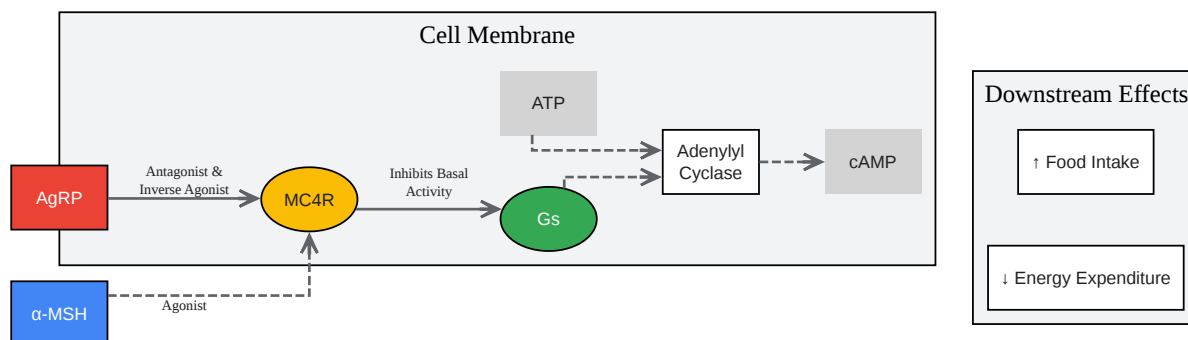 Cell Membrane
ATP
Adenylyl
Cyclase
cAMP
AgRP
Antagonist &
Inverse Agonist
MC4R
Inhibits Basal
Activity
Gs
α-MSH
Agonist
Downstream Effects
↑ Food Intake
↓ Energy Expenditure